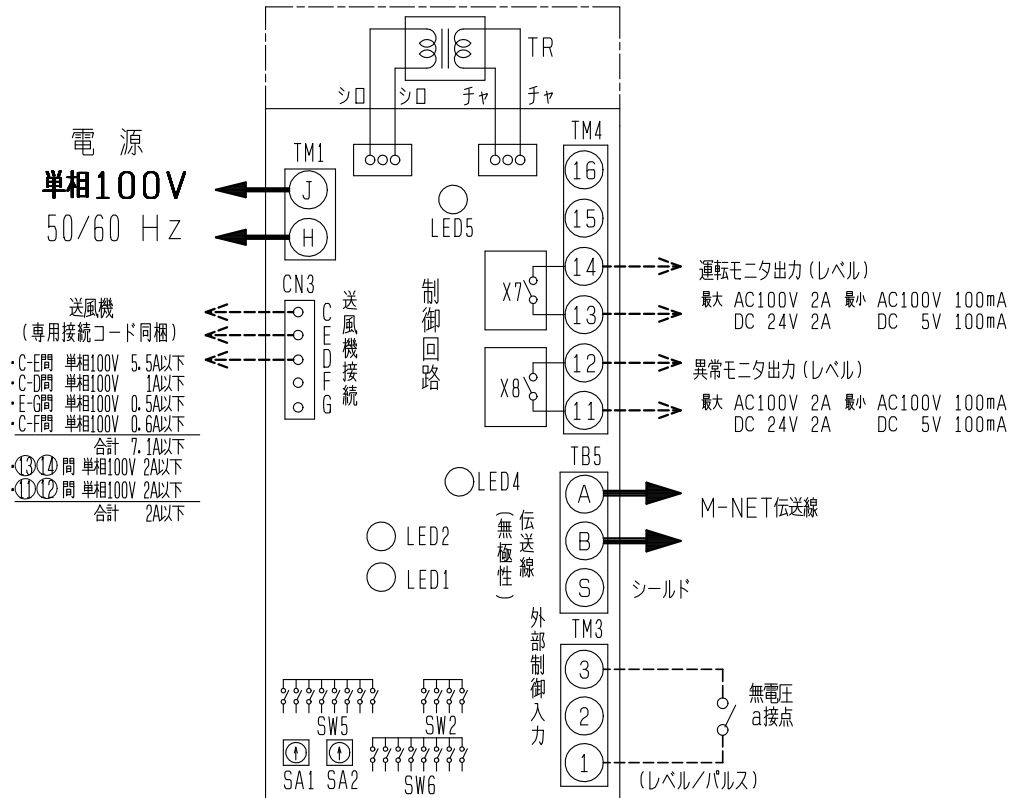 TR
シロ シロ チャ チャ
電 源
単相100V
50/60 Hz
TM1
J
H
LED5
TM4
16
15
14
13
12
11
X7
X8
運転モニタ出力(レベル)
最大 AC100V 2A 最小 AC100V 100mA
DC 24V 2A DC 5V 100mA
異常モニタ出力(レベル)
最大 AC100V 2A 最小 AC100V 100mA
DC 24V 2A DC 5V 100mA
CN3
C
E
D
F
G
送風機接続
制御回路
送風機
(専用接続コード同梱)
・C-E間 単相100V 5.5A以下
・C-D間 単相100V 1A以下
・E-G間 単相100V 0.5A以下
・C-F間 単相100V 0.6A以下
合計 7.1A以下
・⑬⑭間 単相100V 2A以下
・⑪⑫間 単相100V 2A以下
合計 2A以下
TB5
A
B
S
M-NET伝送線
シールド
LED4
LED2
LED1
伝送線
(無極性)
TM3
3
2
1
外部制御入力
無電圧
a接点
(レベル/パルス)
SW5
SW2
SA1
SA2
SW6